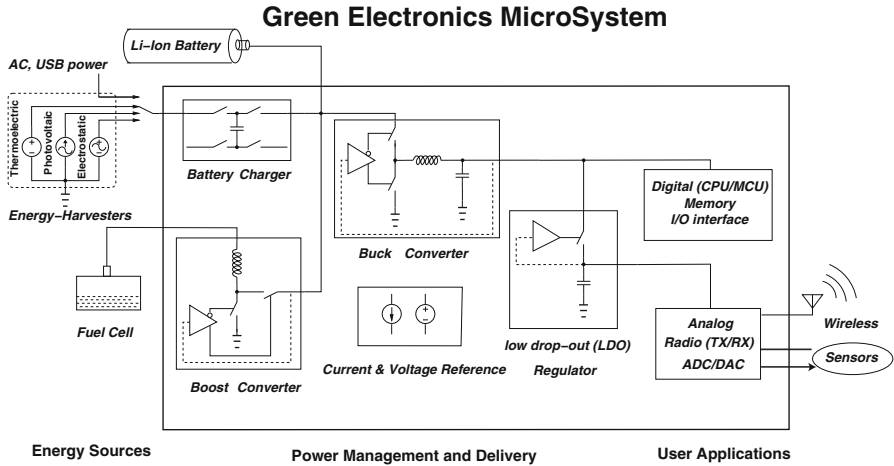 Green Electronics MicroSystem
Li-Ion Battery
AC, USB power
Thermoelectric
Photovoltaic
Electrostatic
Energy-Harvesters
Battery Charger
Fuel Cell
Boost Converter
Buck Converter
Current & Voltage Reference
low drop-out (LDO)
Regulator
Digital (CPU/MCU)
Memory
I/O interface
Analog
Radio (TX/RX)
ADC/DAC
Wireless
Sensors
Energy Sources
Power Management and Delivery
User Applications